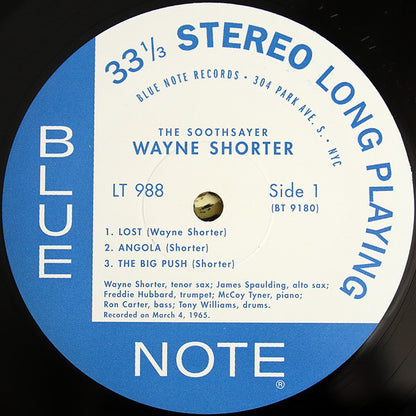 33 1/3 STEREO LONG PLAYING
BLUE NOTE RECORDS • 304 PARK AVE. S. • NYC
THE SOOTHSAYER
WAYNE SHORTER
LT 988
Side 1
(BT 9180)
1. LOST (Wayne Shorter)
2. ANGOLA (Shorter)
3. THE BIG PUSH (Shorter)
Wayne Shorter, tenor sax; James Spaulding, alto sax;
Freddie Hubbard, trumpet; McCoy Tyner, piano;
Ron Carter, bass; Tony Williams, drums.
Recorded on March 4, 1965.
BLUE
NOTE®